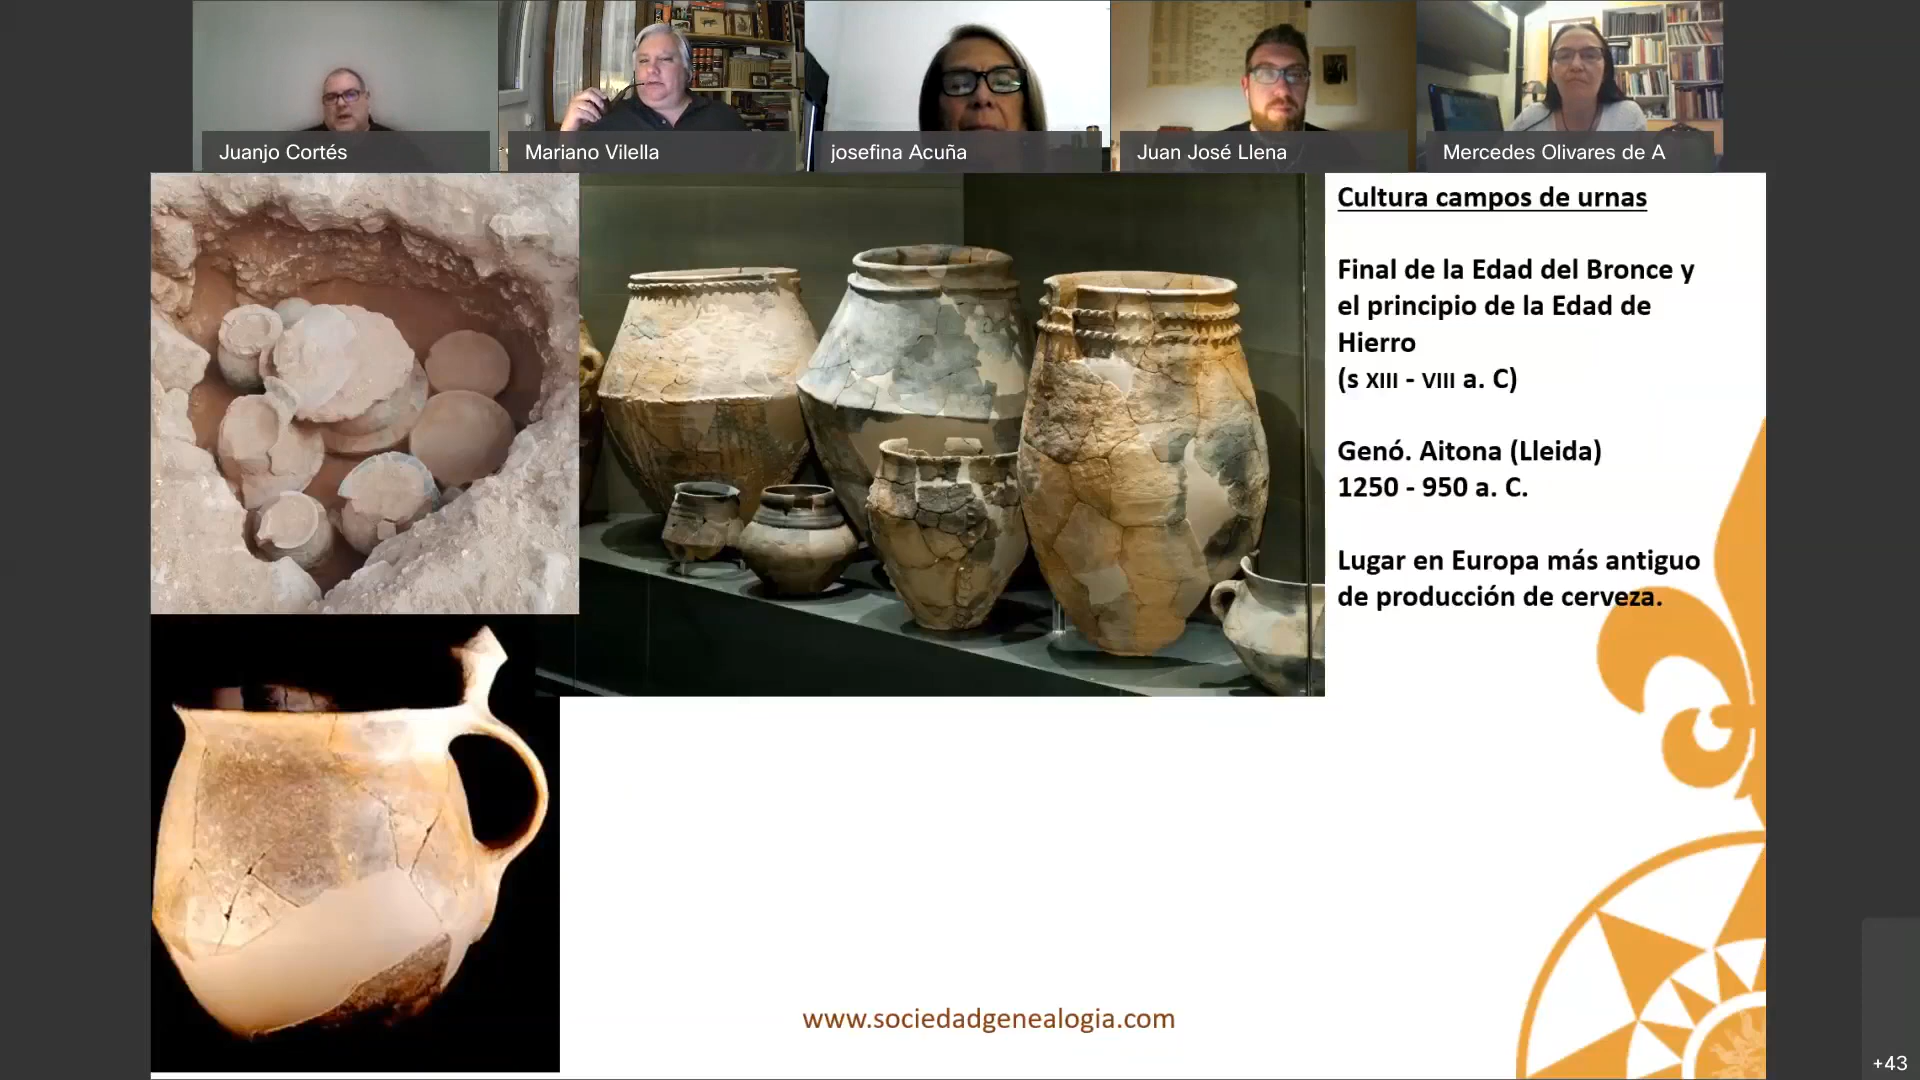 Juanjo Cortés
Mariano Vilella
josefina Acuña
Juan José Llena
Mercedes Olivares de A
Cultura campos de urnas
Final de la Edad del Bronce y
el principio de la Edad de
Hierro
(s XIII - VIII a. C)
Genó. Aitona (Lleida)
1250 - 950 a. C.
Lugar en Europa más antiguo
de producción de cerveza.
www.sociedadgenealogia.com
+43